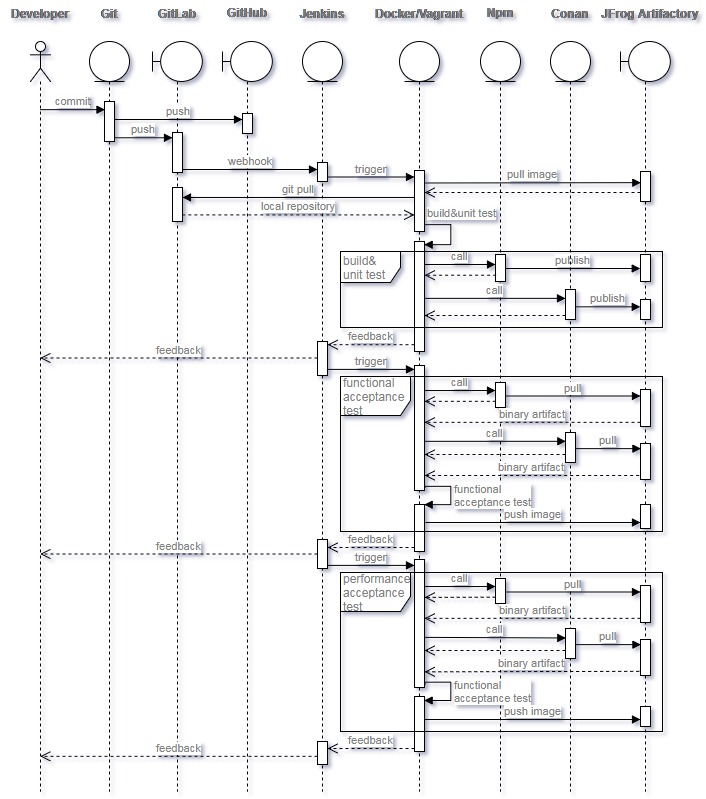 Developer Git GitLab GitHub Jenkins Docker/Vagrant Npm Conan JFrog Artifactory
commit
push
push
webhook
trigger
pull image
git pull
local repository
build&unit test
build&
unit test
call
publish
call
publish
feedback
feedback
trigger
functional
acceptance
test
call
pull
binary artifact
call
pull
binary artifact
functional
acceptance test
push image
feedback
feedback
trigger
performance
acceptance
test
call
pull
binary artifact
call
pull
binary artifact
functional
acceptance test
push image
feedback
feedback